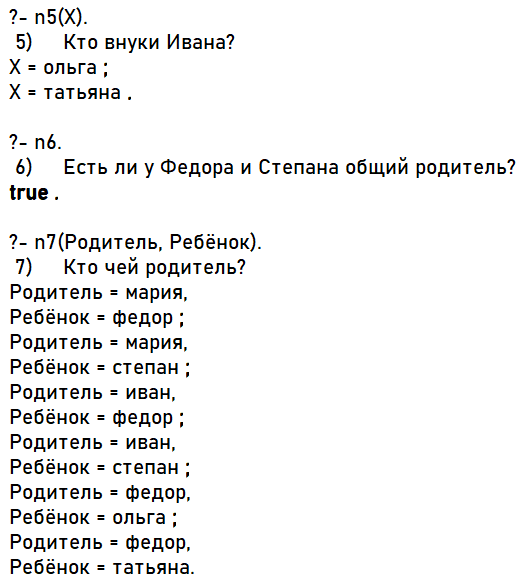 ?- n5(X).
5) Кто внуки Ивана?
X = ольга ;
X = татьяна .
?- n6.
6) Есть ли у Федора и Степана общий родитель?
true .
?- n7(Родитель, Ребёнок).
7) Кто чей родитель?
Родитель = мария,
Ребёнок = федор ;
Родитель = мария,
Ребёнок = степан ;
Родитель = иван,
Ребёнок = федор ;
Родитель = иван,
Ребёнок = степан ;
Родитель = федор,
Ребёнок = ольга ;
Родитель = федор,
Ребёнок = татьяна.